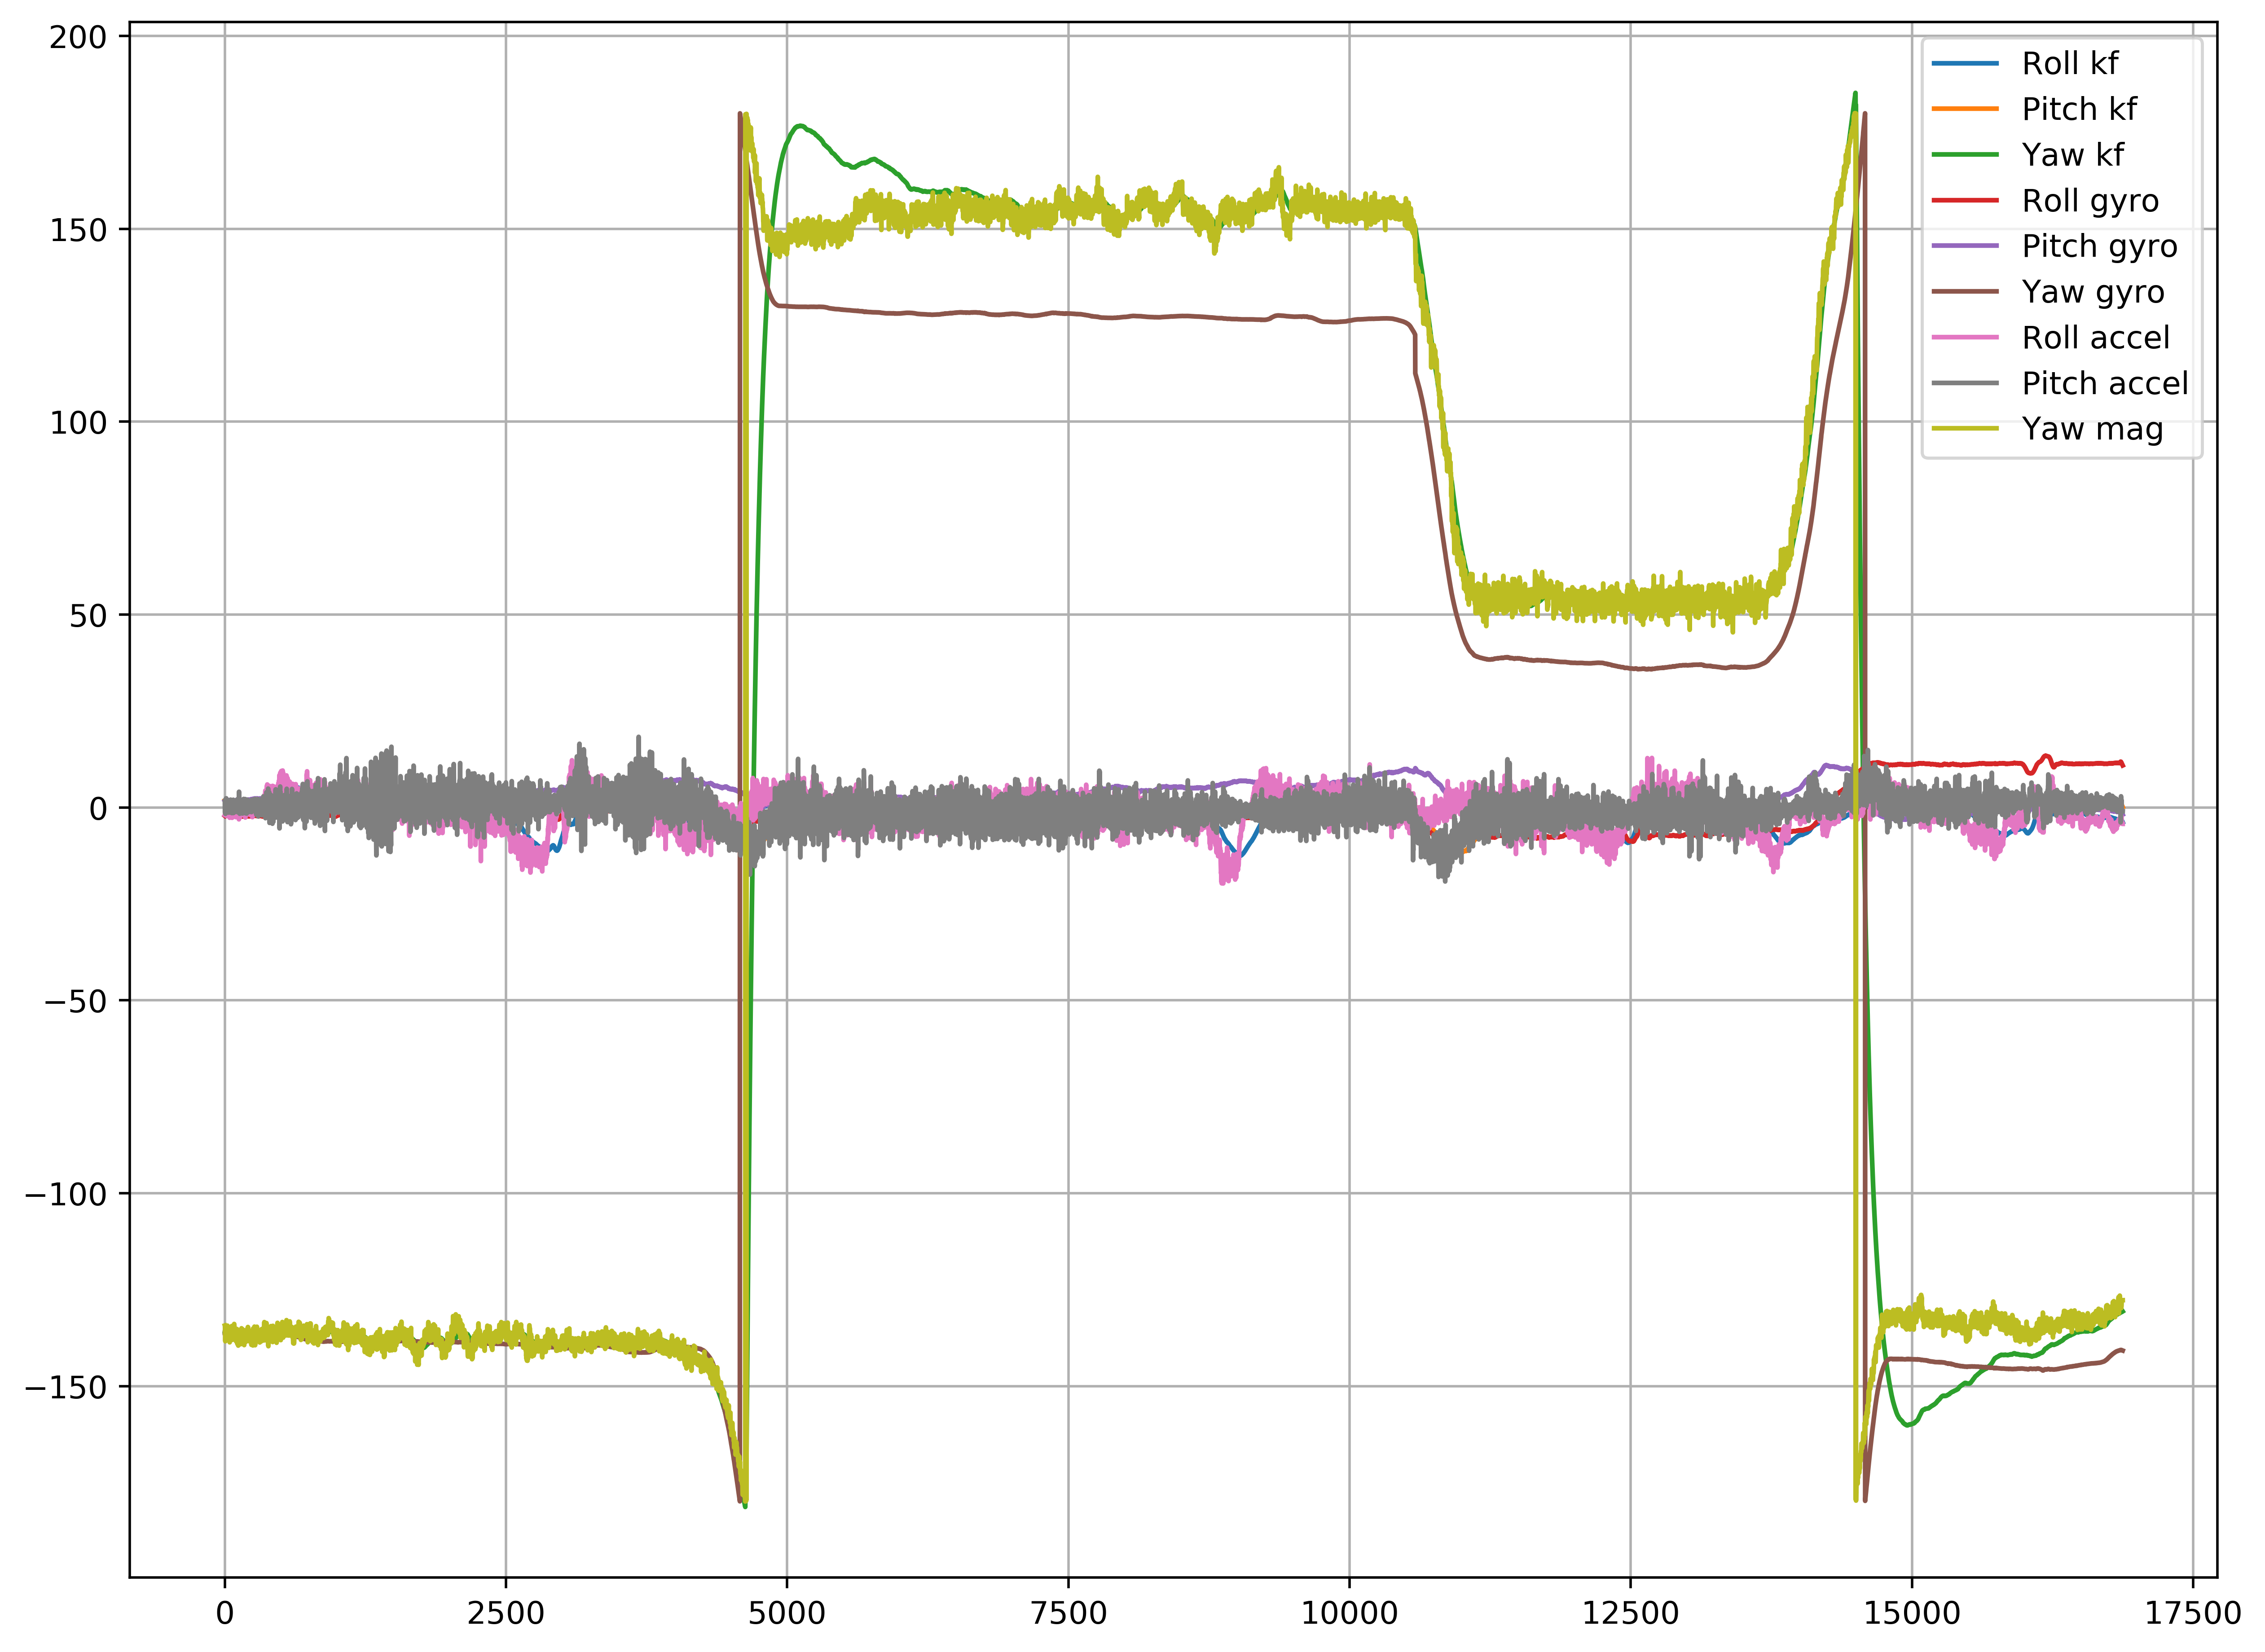 200
150
100
50
0
−50
−100
−150
0
2500
5000
7500
10000
12500
15000
17500
Roll kf
Pitch kf
Yaw kf
Roll gyro
Pitch gyro
Yaw gyro
Roll accel
Pitch accel
Yaw mag